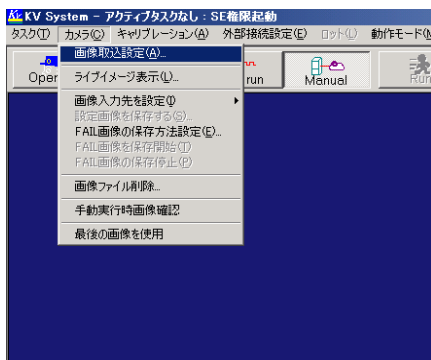 KV System - アクティブタスクなし : SE権限起動
タスク(T) カメラ(C) キャリブレーション(A) 外部接続設定(E) ロット(L) 動作モード(M
画像取込設定(A)...
ライブイメージ表示(L)...
画像入力先を設定(I)
設定画像を保存する(S)...
FAIL画像の保存方法設定(E)...
FAIL画像を保存開始(T)
FAIL画像の保存停止(P)
画像ファイル削除...
手動実行時画像確認
最後の画像を使用
Oper
run
Manual
Run